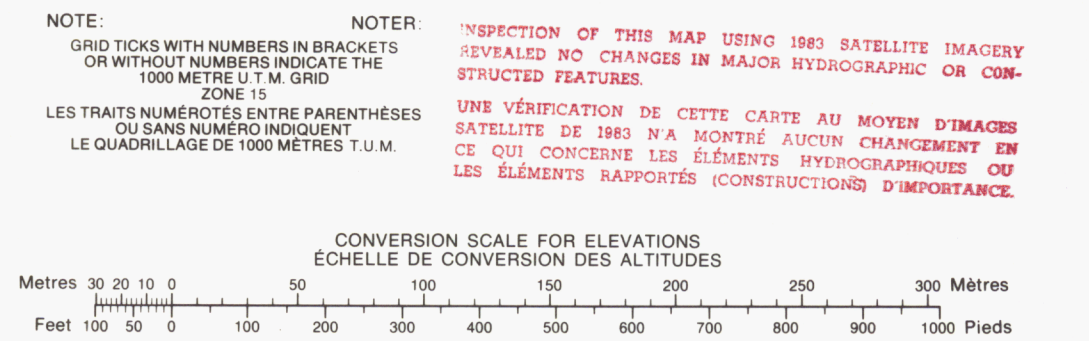 NOTE: NOTER:
GRID TICKS WITH NUMBERS IN BRACKETS
OR WITHOUT NUMBERS INDICATE THE
1000 METRE U.T.M. GRID
ZONE 15
LES TRAITS NUMÉROTÉS ENTRE PARENTHÈSES
OU SANS NUMÉRO INDIQUENT
LE QUADRILLAGE DE 1000 MÈTRES T.U.M.
INSPECTION OF THIS MAP USING 1983 SATELLITE IMAGERY
REVEALED NO CHANGES IN MAJOR HYDROGRAPHIC OR CON-
STRUCTED FEATURES.
UNE VÉRIFICATION DE CETTE CARTE AU MOYEN D'IMAGES
SATELLITE DE 1983 N'A MONTRÉ AUCUN CHANGEMENT EN
CE QUI CONCERNE LES ÉLÉMENTS HYDROGRAPHIQUES OU
LES ÉLÉMENTS RAPPORTÉS (CONSTRUCTIONS) D'IMPORTANCE.
CONVERSION SCALE FOR ELEVATIONS
ÉCHELLE DE CONVERSION DES ALTITUDES
Metres 30 20 10 0 50 100 150 200 250 300 Mètres
Feet 100 50 0 100 200 300 400 500 600 700 800 900 1000 Pieds